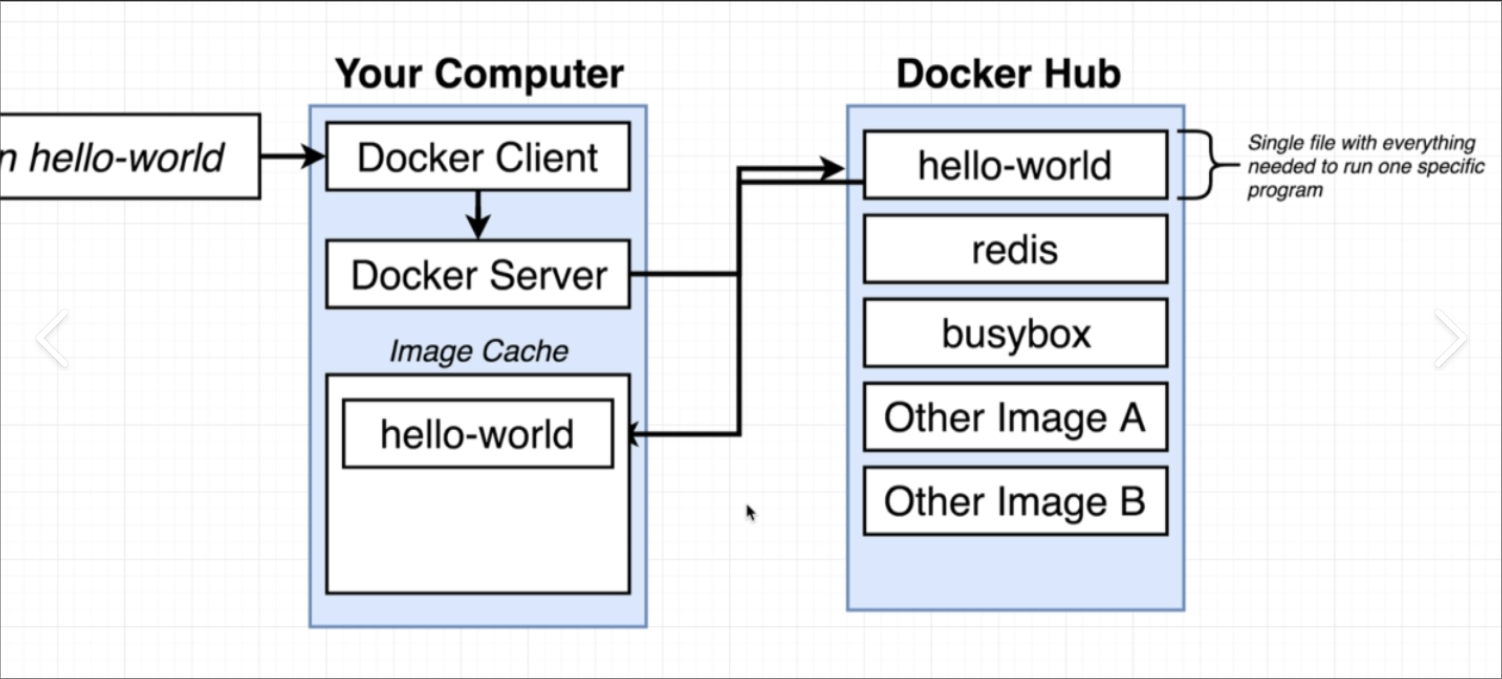 Your Computer
Docker Hub
n hello-world
Docker Client
hello-world
Single file with everything
needed to run one specific
program
Docker Server
redis
Image Cache
busybox
hello-world
Other Image A
Other Image B